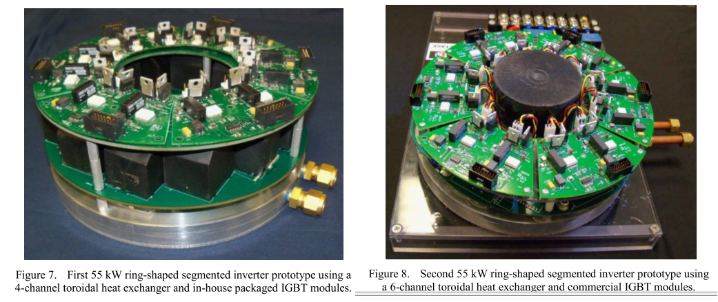 Figure 7. First 55 kW ring-shaped segmented inverter prototype using a
4-channel toroidal heat exchanger and in-house packaged IGBT modules.
Figure 8. Second 55 kW ring-shaped segmented inverter prototype using
a 6-channel toroidal heat exchanger and commercial IGBT modules.